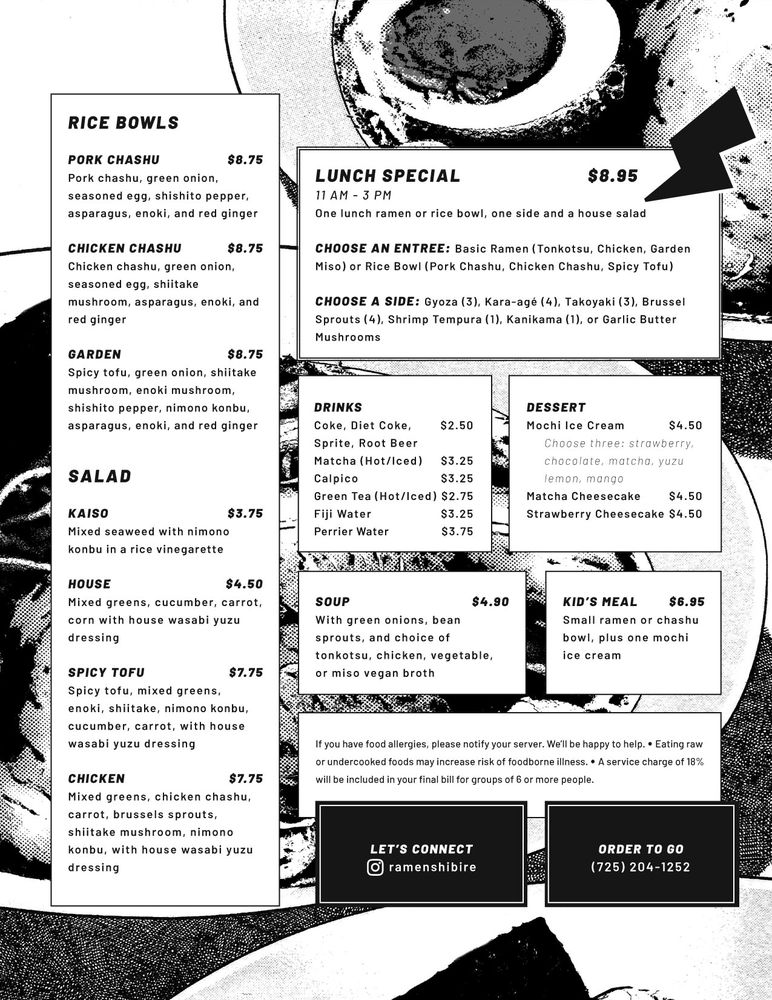 RICE BOWLS
PORK CHASHU $8.75
Pork chashu, green onion,
seasoned egg, shishito pepper,
asparagus, enoki, and red ginger
CHICKEN CHASHU $8.75
Chicken chashu, green onion,
seasoned egg, shiitake
mushroom, asparagus, enoki, and
red ginger
GARDEN $8.75
Spicy tofu, green onion, shiitake
mushroom, enoki mushroom,
shishito pepper, nimono konbu,
asparagus, enoki, and red ginger
SALAD
KAISO $3.75
Mixed seaweed with nimono
konbu in a rice vinegarette
HOUSE $4.50
Mixed greens, cucumber, carrot,
corn with house wasabi yuzu
dressing
SPICY TOFU $7.75
Spicy tofu, mixed greens,
enoki, shiitake, nimono konbu,
cucumber, carrot, with house
wasabi yuzu dressing
CHICKEN $7.75
Mixed greens, chicken chashu,
carrot, brussels sprouts,
shiitake mushroom, nimono
konbu, with house wasabi yuzu
dressing
LUNCH SPECIAL $8.95
11 AM - 3 PM
One lunch ramen or rice bowl, one side and a house salad
CHOOSE AN ENTREE: Basic Ramen (Tonkotsu, Chicken, Garden
Miso) or Rice Bowl (Pork Chashu, Chicken Chashu, Spicy Tofu)
CHOOSE A SIDE: Gyoza (3), Kara-agé (4), Takoyaki (3), Brussel
Sprouts (4), Shrimp Tempura (1), Kanikama (1), or Garlic Butter
Mushrooms
DRINKS
Coke, Diet Coke, $2.50
Sprite, Root Beer
Matcha (Hot/Iced) $3.25
Calpico $3.25
Green Tea (Hot/Iced) $2.75
Fiji Water $3.25
Perrier Water $3.75
DESSERT
Mochi Ice Cream $4.50
Choose three: strawberry,
chocolate, matcha, yuzu
lemon, mango
Matcha Cheesecake $4.50
Strawberry Cheesecake $4.50
SOUP $4.90
With green onions, bean
sprouts, and choice of
tonkotsu, chicken, vegetable,
or miso vegan broth
KID'S MEAL $6.95
Small ramen or chashu
bowl, plus one mochi
ice cream
If you have food allergies, please notify your server. We'll be happy to help. • Eating raw
or undercooked foods may increase risk of foodborne illness. • A service charge of 18%
will be included in your final bill for groups of 6 or more people.
LET'S CONNECT
ramenshibire
ORDER TO GO
(725) 204-1252